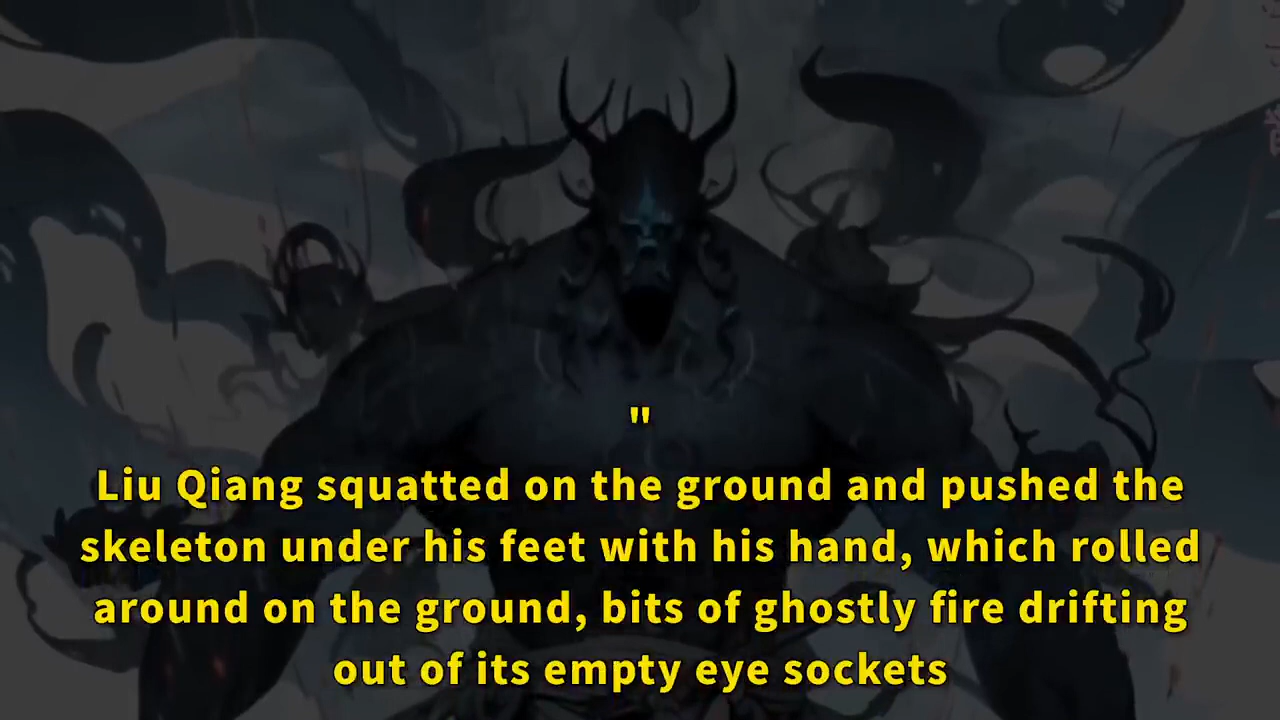 "
Liu Qiang squatted on the ground and pushed the
skeleton under his feet with his hand, which rolled
around on the ground, bits of ghostly fire drifting
out of its empty eye sockets